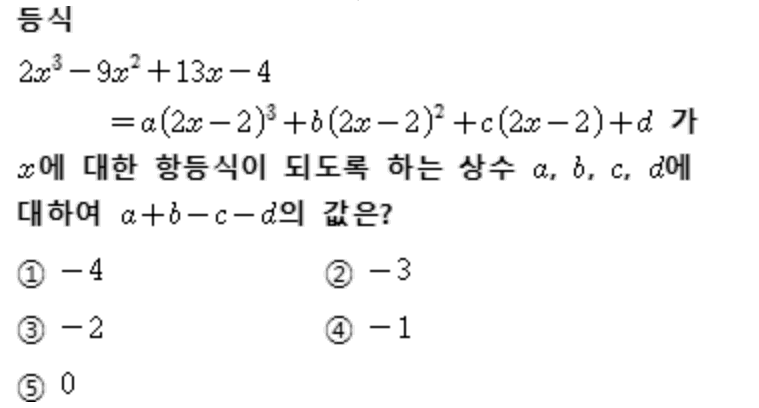 등식
2x³-9x²+13x-4
=a(2x-2)³+b(2x-2)²+c(2x-2)+d 가
x에 대한 항등식이 되도록 하는 상수 a, b, c, d에
대하여 a+b-c-d의 값은?
① -4 ② -3
③ -2 ④ -1
⑤ 0